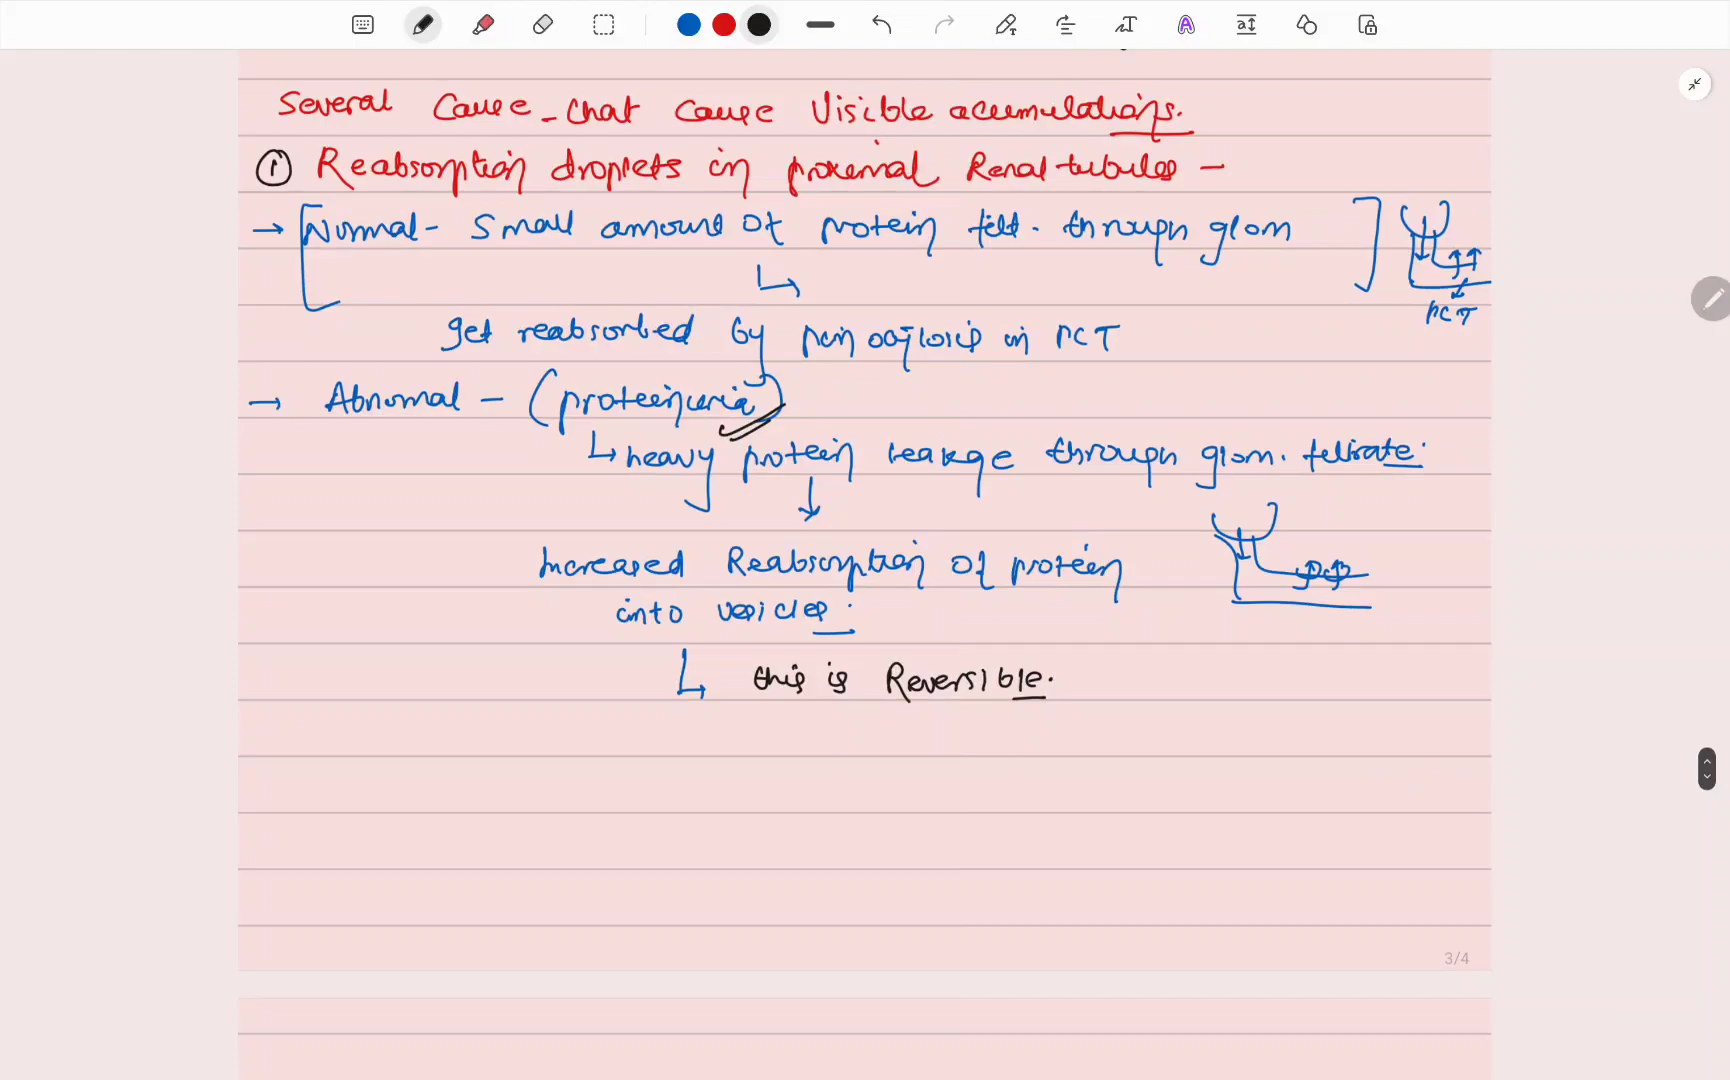 Several Cause - that cause visible accumulations.
① Reabsorption droplets in proximal Renal tubules -
→ Normal - Small amount of protein filt. through glom
PCT
get reabsorbed by pinocytosis in PCT
→ Abnormal - (proteinuria)
↳ heavy protein leakge through glom. filtrate.
↓
Increased Reabsorption of protein
into vesicles.
↳ this is Reversible.
3/4